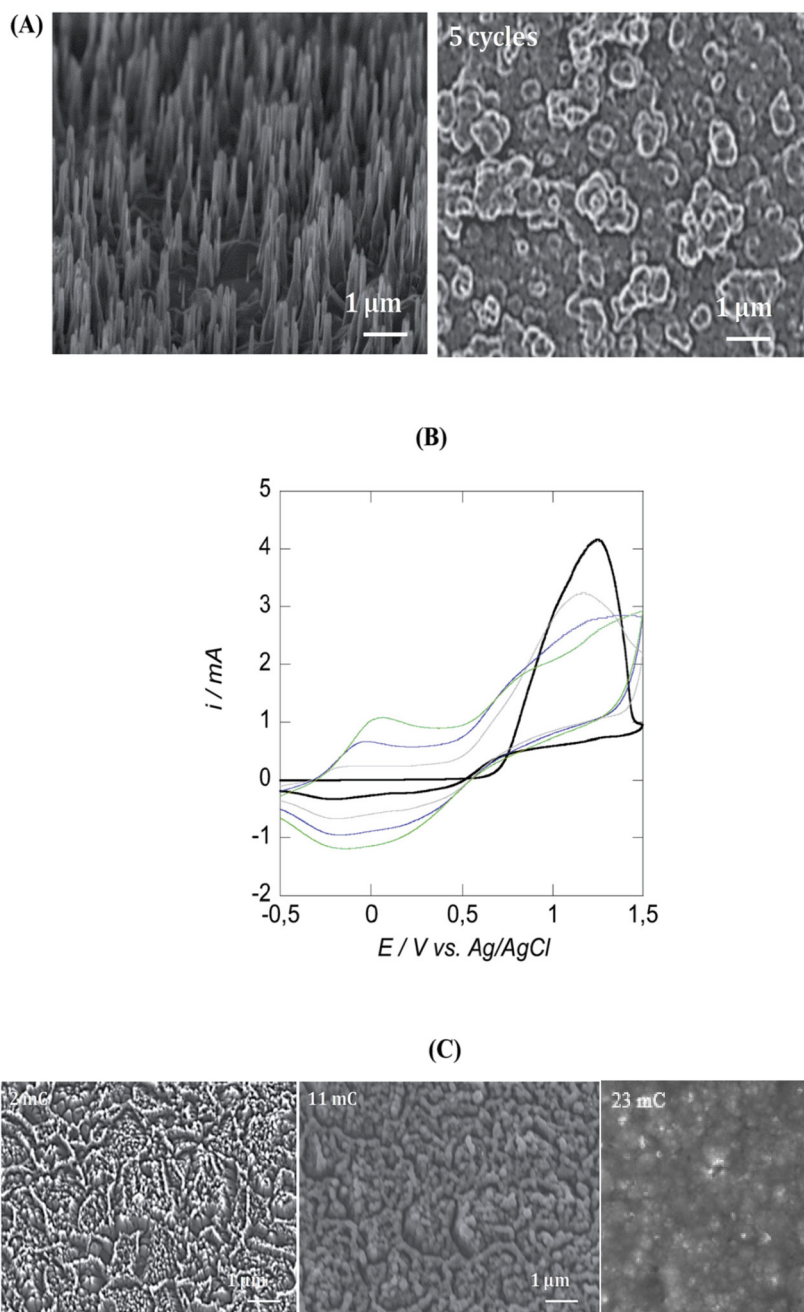 (A)
5 cycles
1 μm
1 μm
(B)
5
4
3
2
1
0
-1
-2
i / mA
-0,5
0
0,5
1
1,5
E / V vs. Ag/AgCl
(C)
2 mC
11 mC
23 mC
1 μm
1 μm